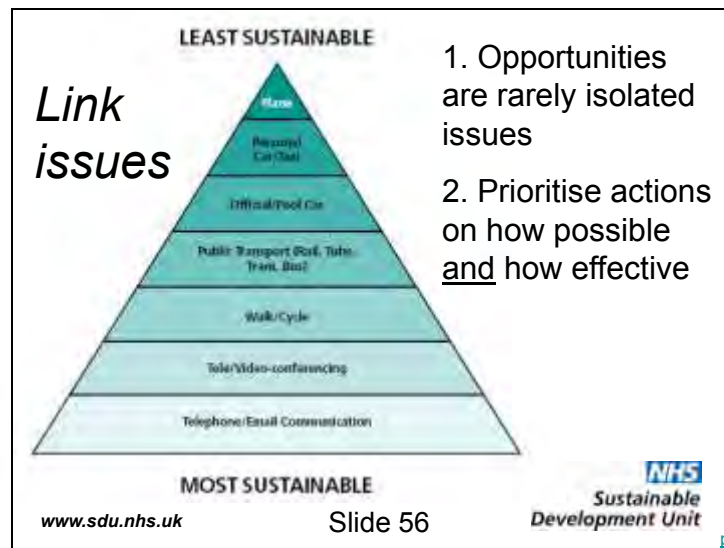 LEAST SUSTAINABLE
Link
issues
Plane
Personal
Car/Taxi
Official/Pool Car
Public Transport (Rail, Tube,
Tram, Bus)
Walk/Cycle
Tele/Video-conferencing
Telephone/Email Communication
MOST SUSTAINABLE
1. Opportunities
are rarely isolated
issues
2. Prioritise actions
on how possible
and how effective
www.sdu.nhs.uk
Slide 56
NHS
Sustainable
Development Unit